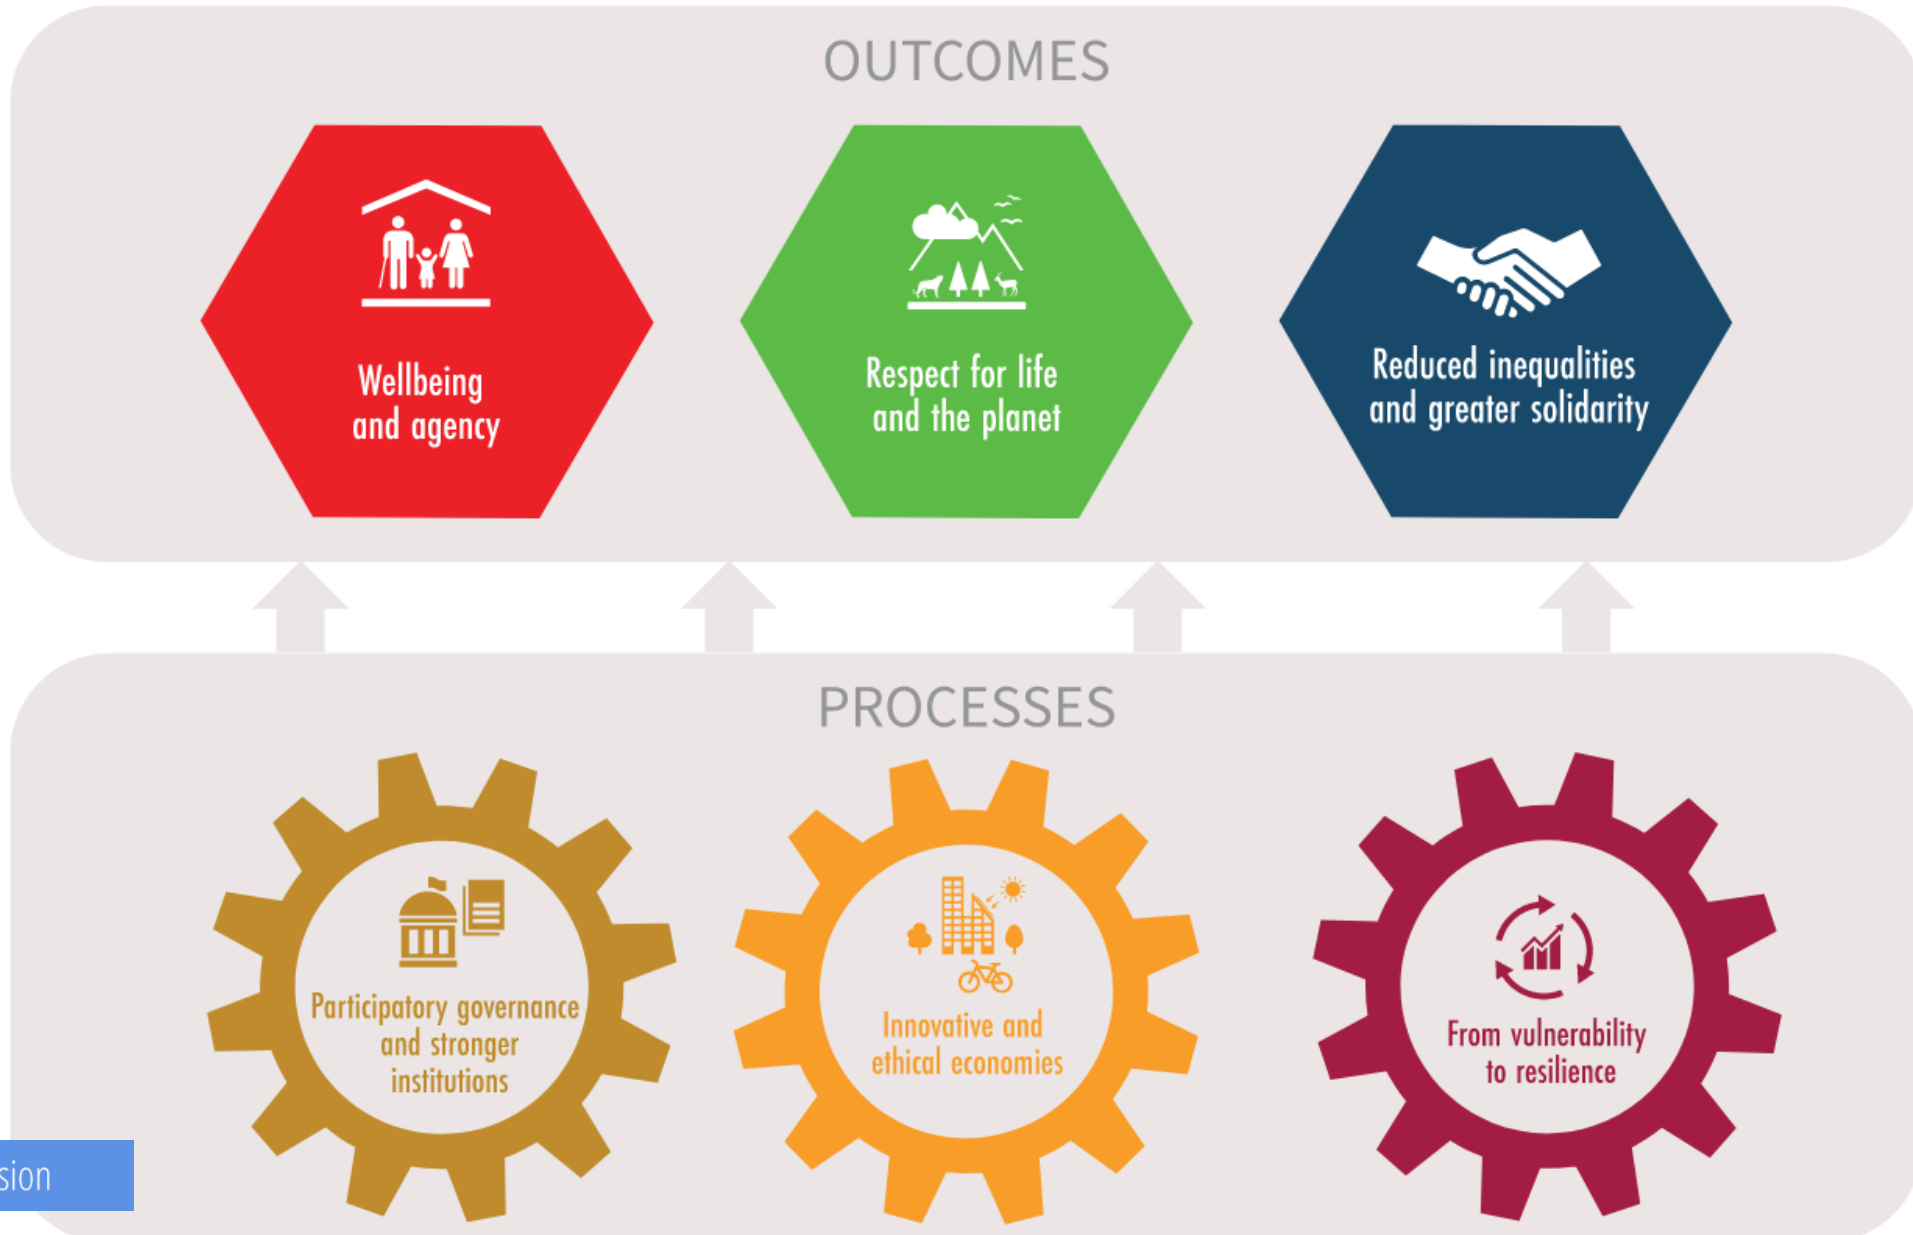 OUTCOMES
Wellbeing
and agency
Respect for life
and the planet
Reduced inequalities
and greater solidarity
PROCESSES
Participatory governance
and stronger
institutions
Innovative and
ethical economies
From vulnerability
to resilience
sion